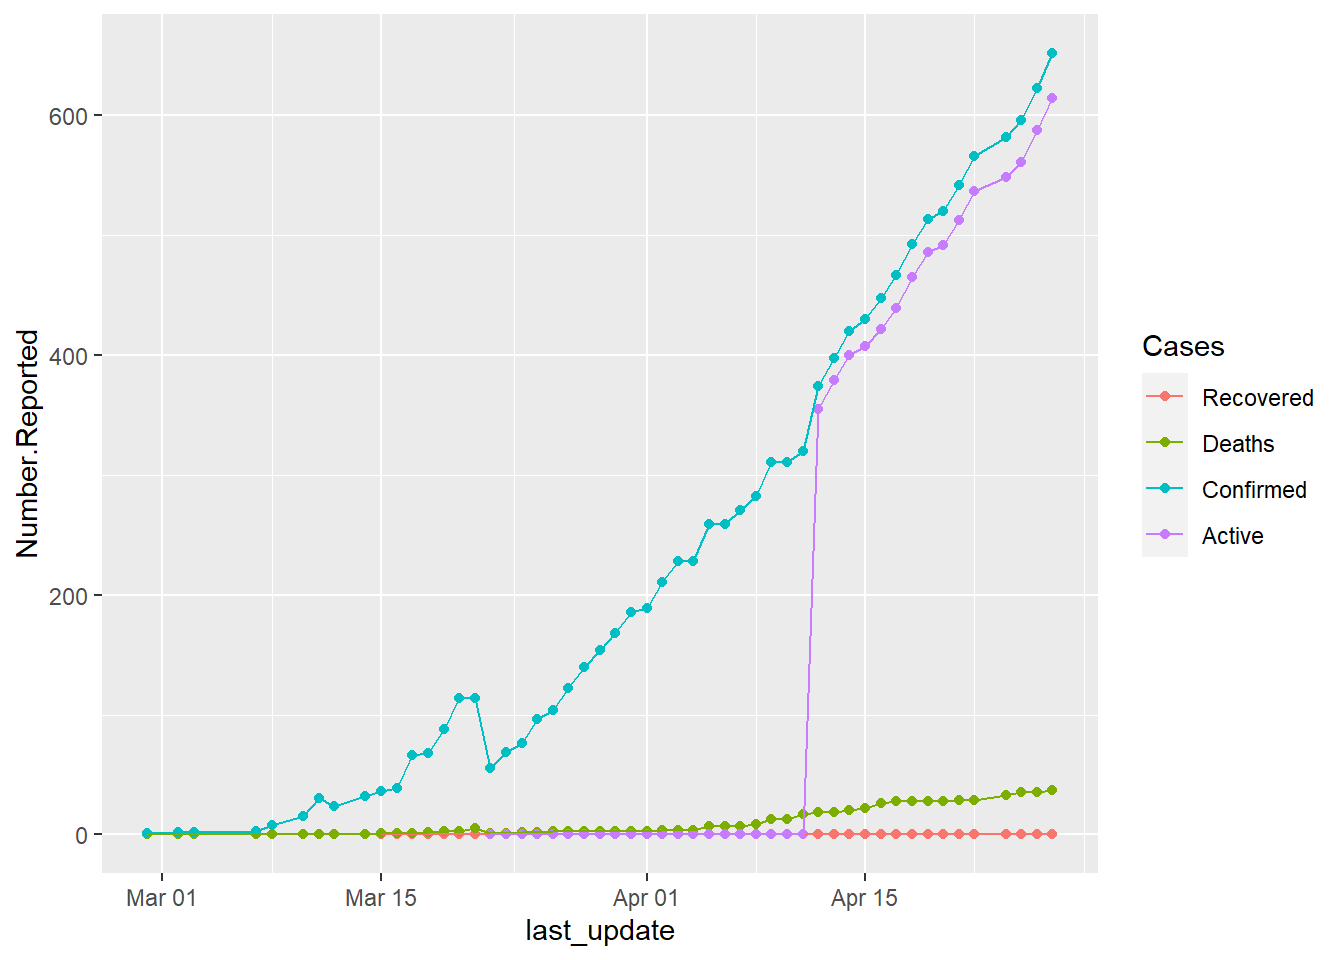 600
400
200
0
Number.Reported
Mar 01
Mar 15
Apr 01
Apr 15
last_update
Cases
Recovered
Deaths
Confirmed
Active